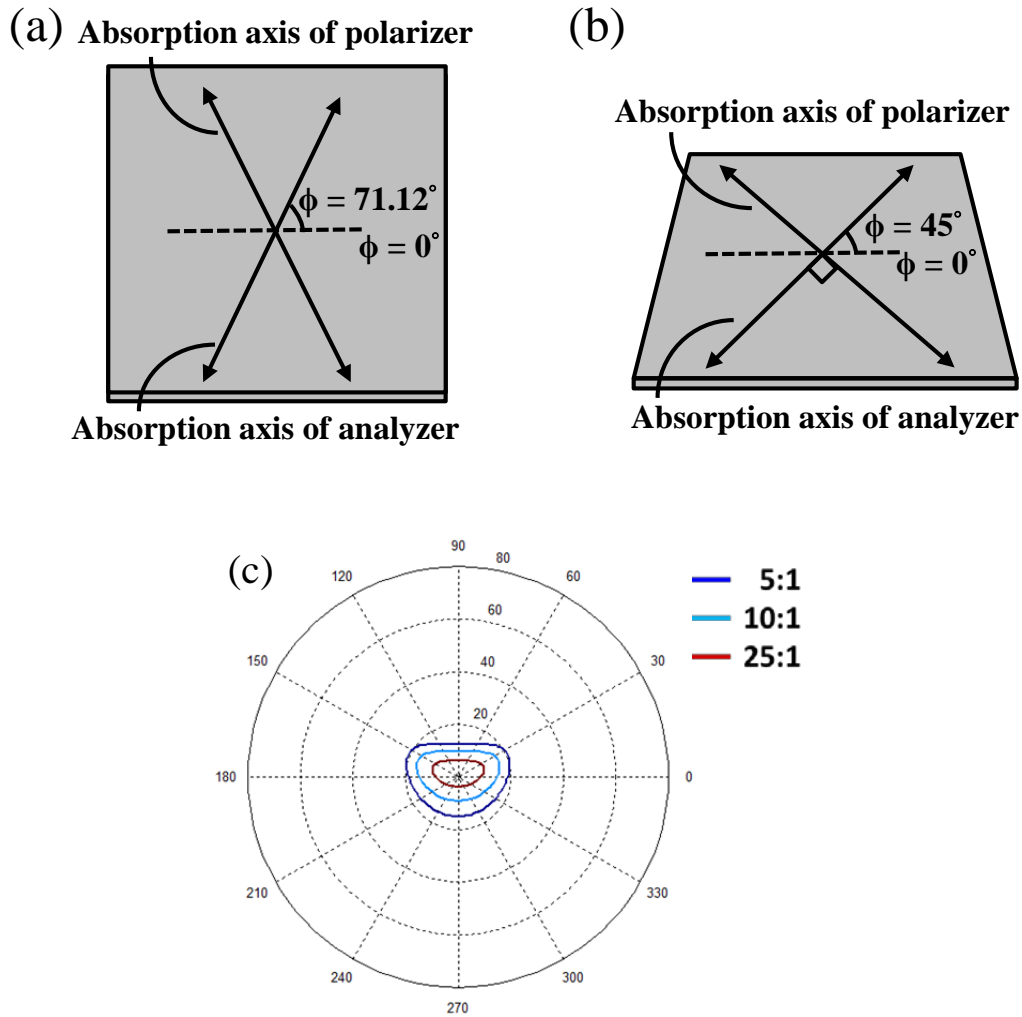 (a)
Absorption axis of polarizer
ϕ = 71.12°
ϕ = 0°
Absorption axis of analyzer
(b)
Absorption axis of polarizer
ϕ = 45°
ϕ = 0°
Absorption axis of analyzer
(c)
90
80
120
60
60
150
40
30
20
180
0
210
330
240
300
270
5:1
10:1
25:1